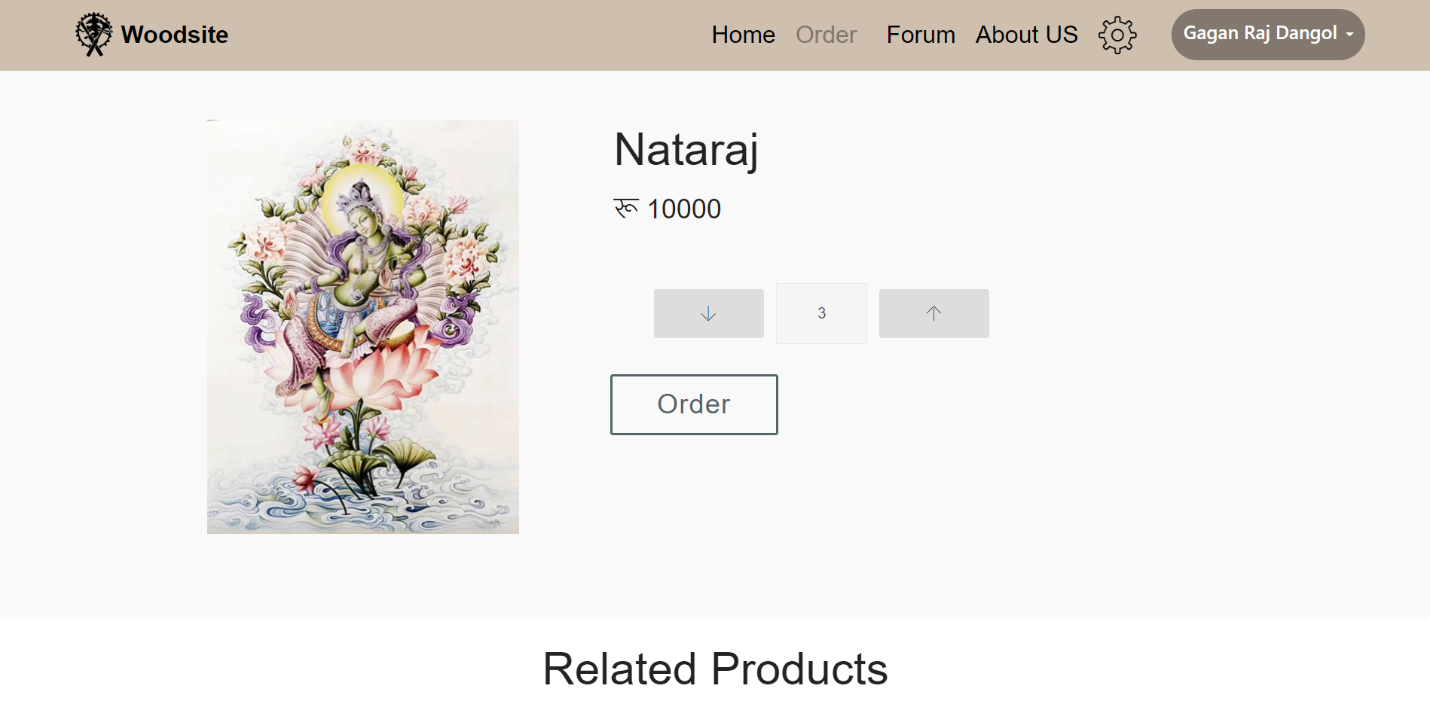 Woodsite Home Order Forum About US Gagan Raj Dangol
Nataraj
रू 10000
3
Order
Related Products